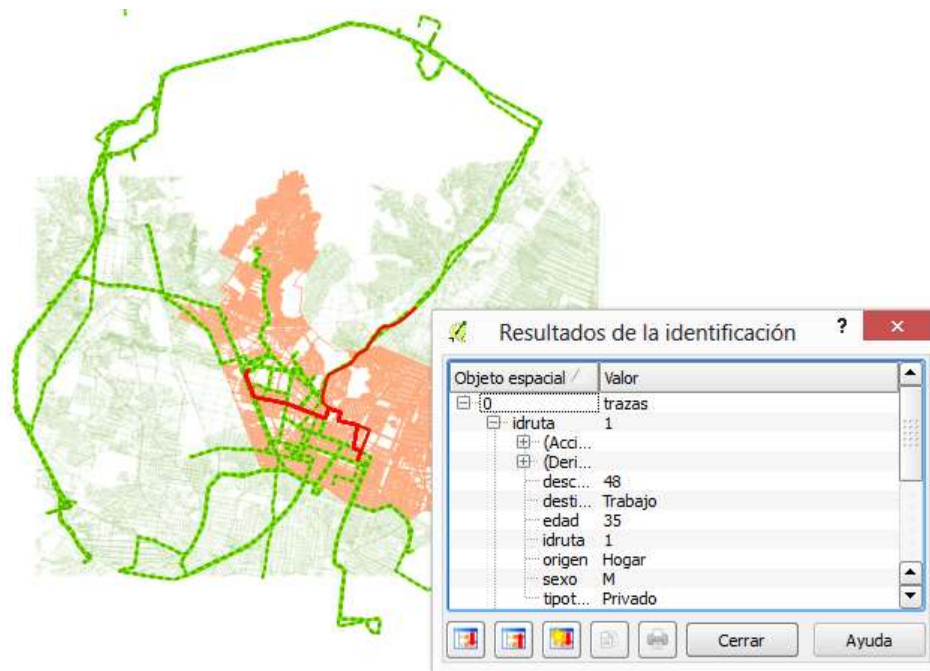 Resultados de la identificación
?
×
Objeto espacial / Valor
0 trazas
idruta 1
(Acci...
(Deri...
desc... 48
desti... Trabajo
edad 35
idruta 1
origen Hogar
sexo M
tipot... Privado
Cerrar
Ayuda